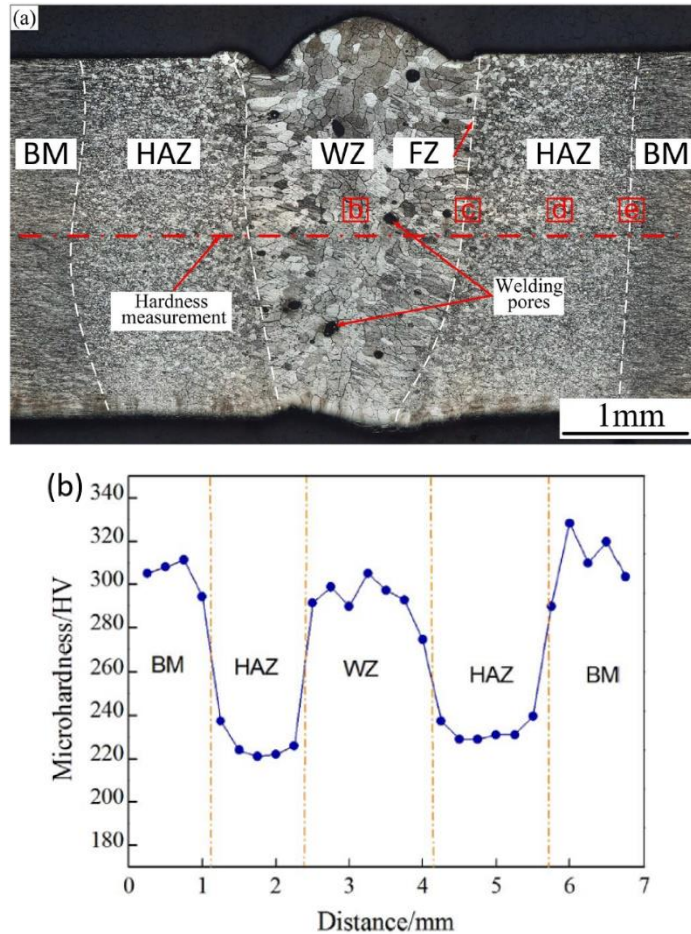 (a)
BM HAZ WZ FZ HAZ BM
b c d e
Hardness
measurement
Welding
pores
1mm
(b)
340
320
300
280
260
240
220
200
180
170
Microhardness/HV
BM HAZ WZ HAZ BM
0 1 2 3 4 5 6 7
Distance/mm